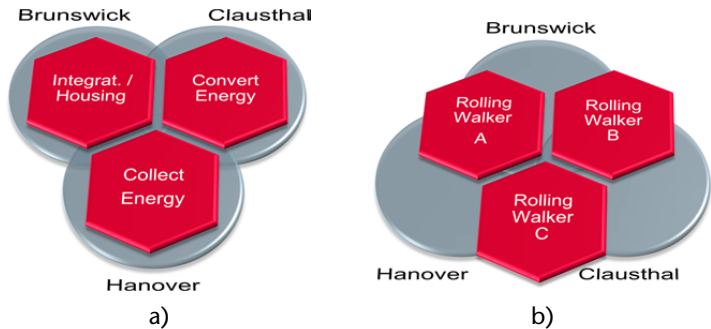 Brunswick
Clausthal
Integrat. /
Housing
Convert
Energy
Collect
Energy
Hanover
a)
Brunswick
Rolling
Walker
A
Rolling
Walker
B
Rolling
Walker
C
Hanover
Clausthal
b)